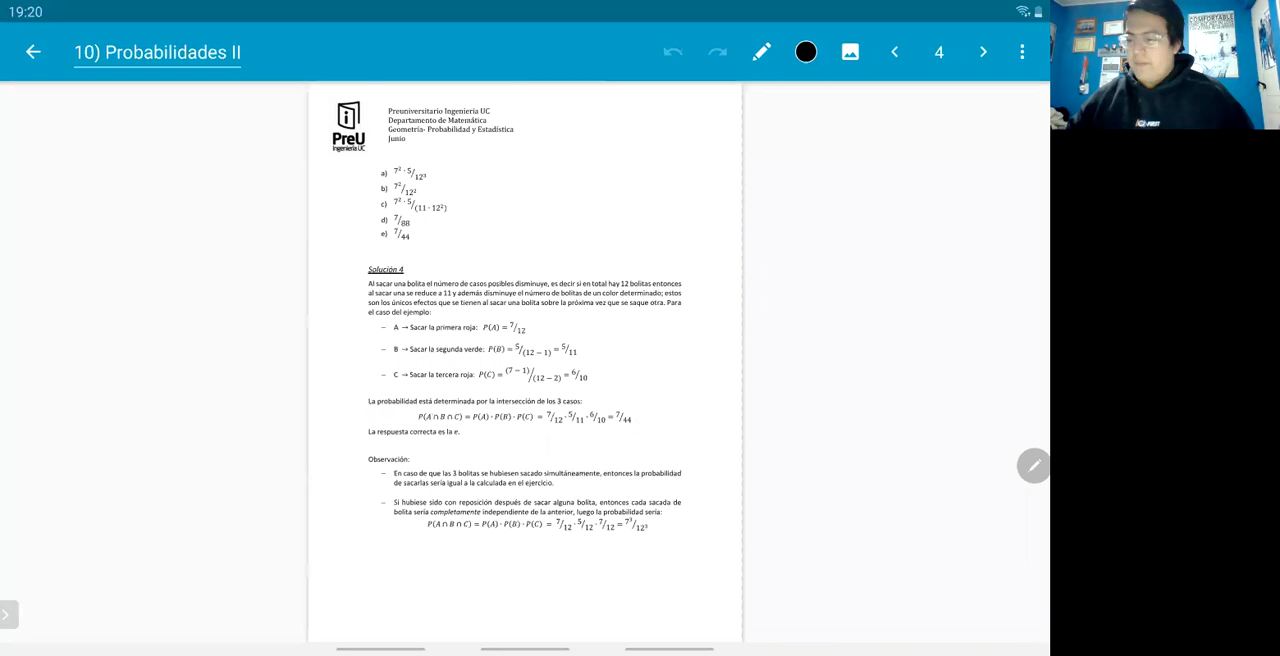 19:20
10) Probabilidades II
4
PreU
Ingeniería UC
Preuniversitario Ingeniería UC
Departamento de Matemática
Geometría- Probabilidad y Estadística
Junio
a) 7² · 5/12³
b) 7²/12²
c) 7² · 5/(11 · 12²)
d) 7/88
e) 7/44
Solución 4
Al sacar una bolita el número de casos posibles disminuye, es decir si en total hay 12 bolitas entonces
al sacar una se reduce a 11 y además disminuye el número de bolitas de un color determinado; estos
son los únicos efectos que se tienen al sacar una bolita sobre la próxima vez que se saque otra. Para
el caso del ejemplo:
– A → Sacar la primera roja: P(A) = 7/12
– B → Sacar la segunda verde: P(B) = 5/(12 − 1) = 5/11
– C → Sacar la tercera roja: P(C) = (7 − 1)/(12 − 2) = 6/10
La probabilidad está determinada por la intersección de los 3 casos:
P(A ∩ B ∩ C) = P(A) · P(B) · P(C) = 7/12 · 5/11 · 6/10 = 7/44
La respuesta correcta es la e.
Observación:
– En caso de que las 3 bolitas se hubiesen sacado simultáneamente, entonces la probabilidad
de sacarlas sería igual a la calculada en el ejercicio.
– Si hubiese sido con reposición después de sacar alguna bolita, entonces cada sacada de
bolita sería completamente independiente de la anterior, luego la probabilidad sería:
P(A ∩ B ∩ C) = P(A) · P(B) · P(C) = 7/12 · 5/12 · 7/12 = 7³/12³
COMFORTABLE